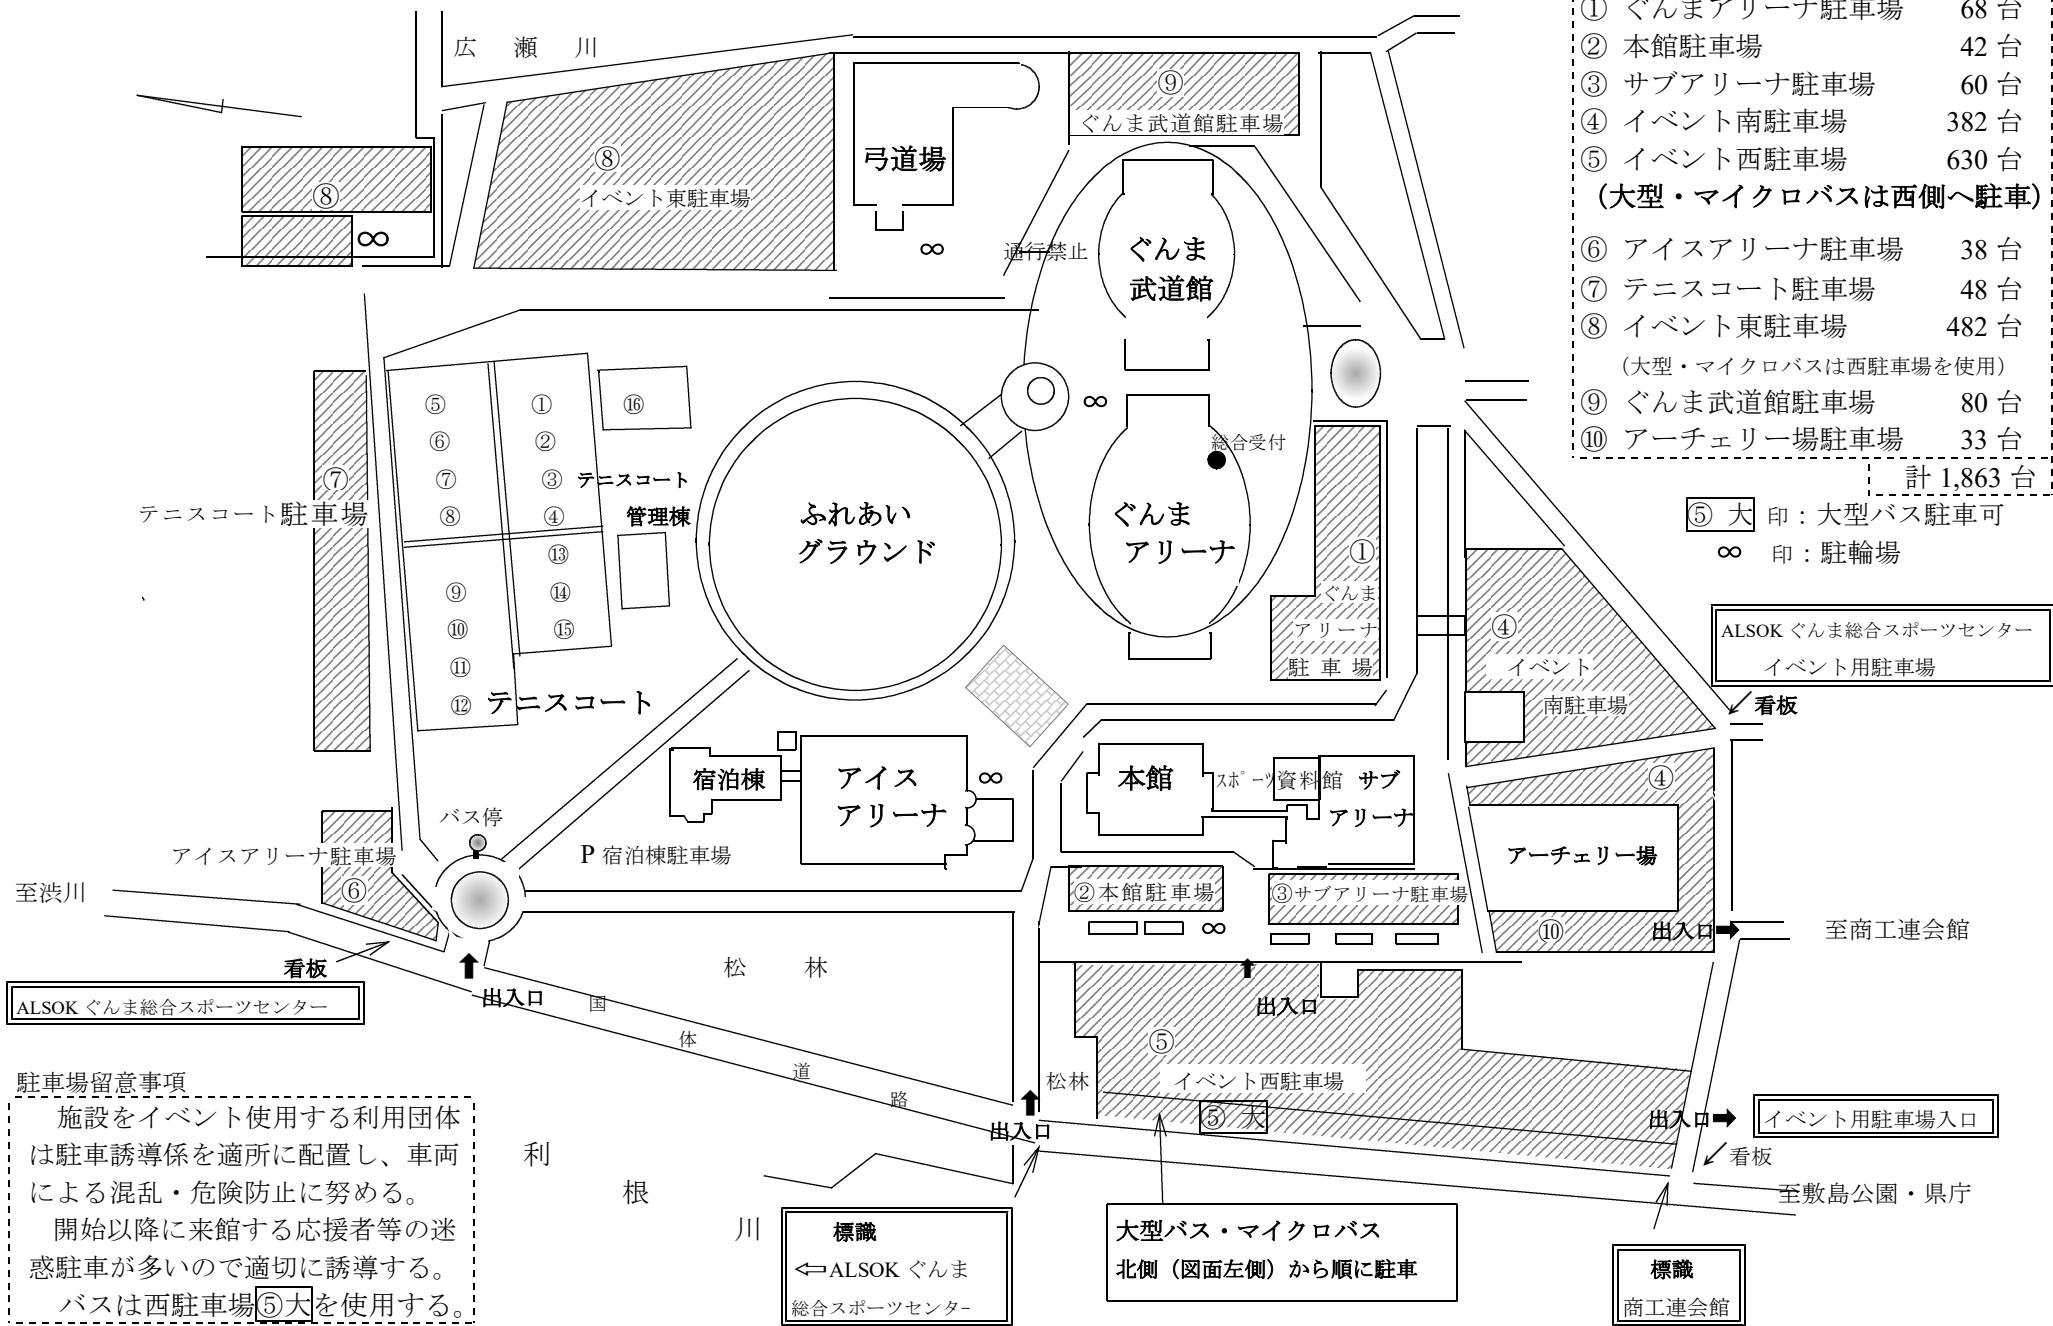 ① ぐんまアリーナ駐車場 68 台
② 本館駐車場 42 台
③ サブアリーナ駐車場 60 台
④ イベント南駐車場 382 台
⑤ イベント西駐車場 630 台
(大型・マイクロバスは西側へ駐車)
⑥ アイスアリーナ駐車場 38 台
⑦ テニスコート駐車場 48 台
⑧ イベント東駐車場 482 台
(大型・マイクロバスは西駐車場を使用)
⑨ ぐんま武道館駐車場 80 台
⑩ アーチェリー場駐車場 33 台
計 1,863 台
⑤ 大 印：大型バス駐車可
∞ 印：駐輪場
広 瀬 川
⑧
∞
⑧
イベント東駐車場
弓道場
∞
⑨
ぐんま武道館駐車場
通行禁止
ぐんま
武道館
∞
総合受付
ぐんま
アリーナ
①
ぐんま
アリーナ
駐 車 場
⑤
⑥
⑦
⑧
①
②
③
④
⑯
テニスコート
管理棟
⑬
⑭
⑮
⑨
⑩
⑪
⑫
テニスコート
⑦
テニスコート駐車場
ふれあい
グラウンド
④
イベント
南駐車場
ALSOK ぐんま総合スポーツセンター
イベント用駐車場
看板
宿泊棟
アイス
アリーナ
∞
本館
スポーツ資料館
サブ
アリーナ
④
アーチェリー場
⑩
出入口
至商工連会館
バス停
P 宿泊棟駐車場
アイスアリーナ駐車場
⑥
至渋川
看板
ALSOK ぐんま総合スポーツセンター
出入口
②本館駐車場
③サブアリーナ駐車場
∞
松 林
国
体
道
路
出入口
松林
⑤
イベント西駐車場
⑤ 大
出入口
出入口
イベント用駐車場入口
看板
至敷島公園・県庁
利
根
川
標識
⇦ALSOK ぐんま
総合スポーツセンター
大型バス・マイクロバス
北側（図面左側）から順に駐車
標識
商工連会館
駐車場留意事項
施設をイベント使用する利用団体
は駐車誘導係を適所に配置し、車両
による混乱・危険防止に努める。
開始以降に来館する応援者等の迷
惑駐車が多いので適切に誘導する。
バスは西駐車場⑤大を使用する。